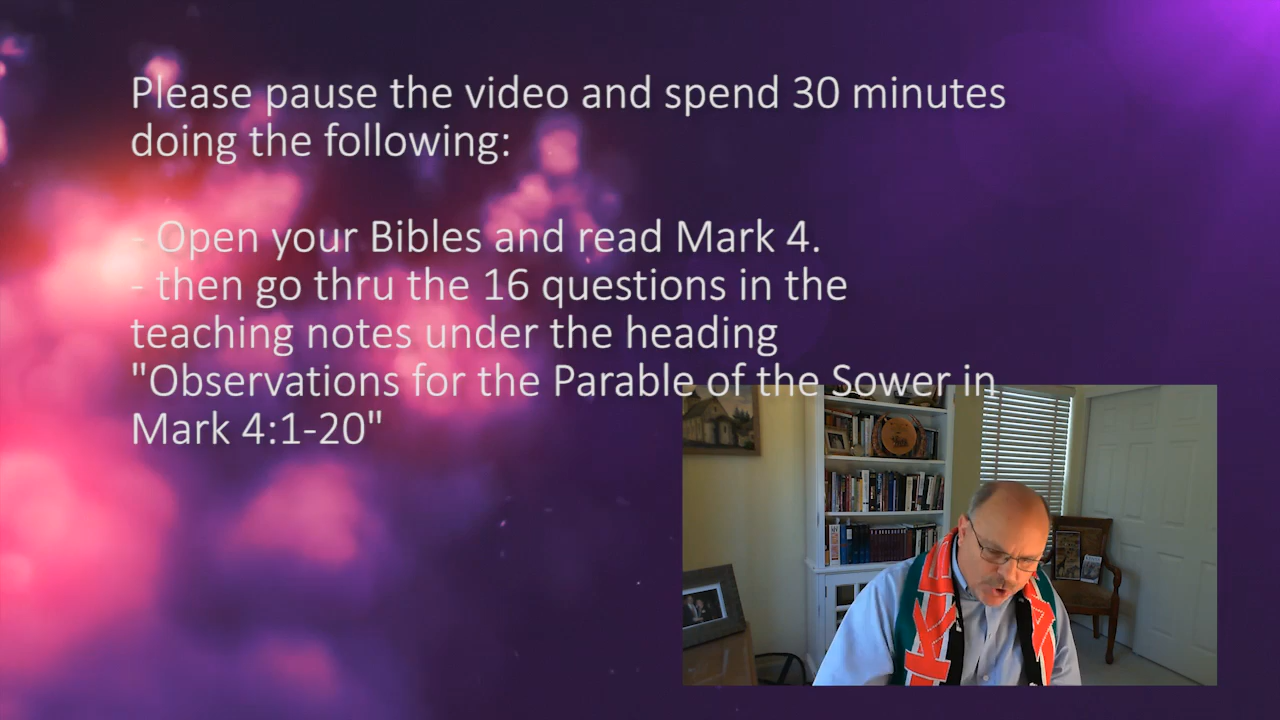 Please pause the video and spend 30 minutes
doing the following:
- Open your Bibles and read Mark 4.
- then go thru the 16 questions in the
teaching notes under the heading
"Observations for the Parable of the Sower in
Mark 4:1-20"